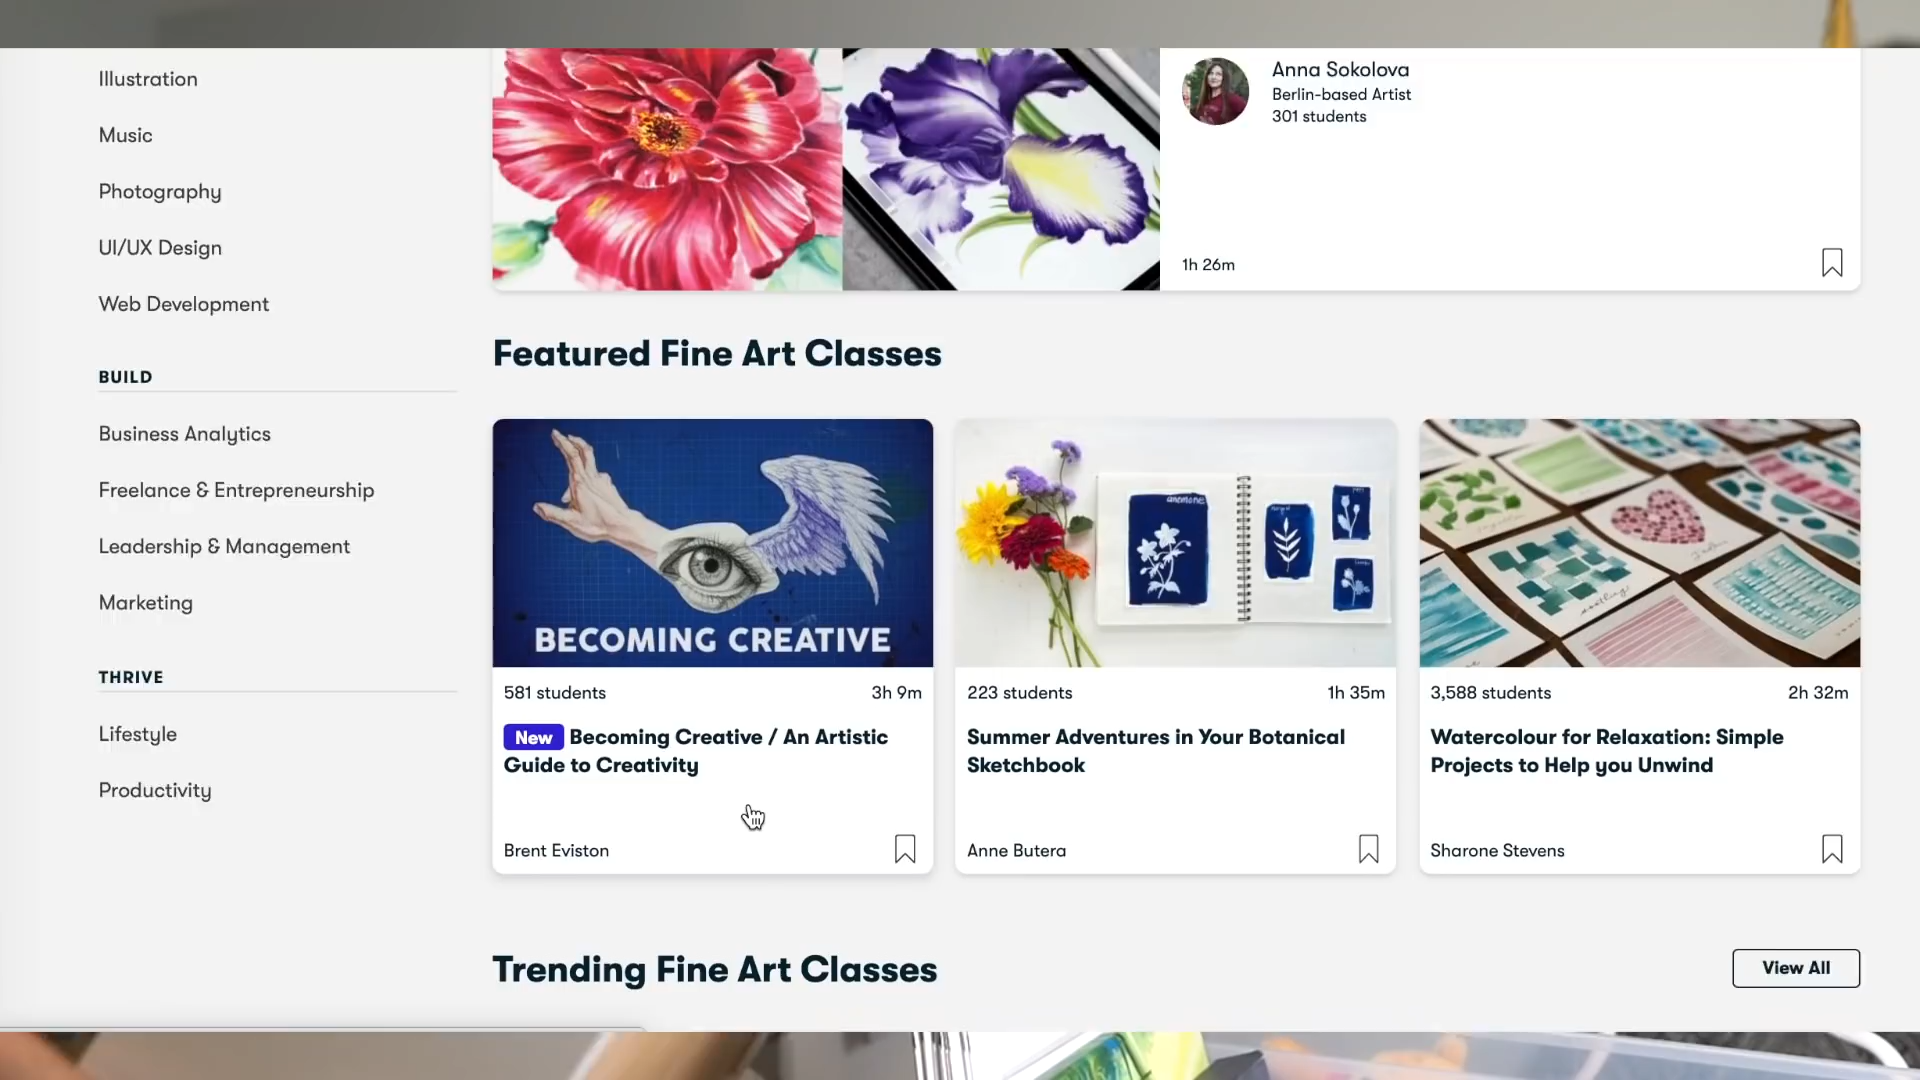 Illustration
Music
Photography
UI/UX Design
Web Development
BUILD
Business Analytics
Freelance & Entrepreneurship
Leadership & Management
Marketing
THRIVE
Lifestyle
Productivity
Anna Sokolova
Berlin-based Artist
301 students
1h 26m
Featured Fine Art Classes
BECOMING CREATIVE
581 students
3h 9m
New Becoming Creative / An Artistic
Guide to Creativity
Brent Eviston
anemone
223 students
1h 35m
Summer Adventures in Your Botanical
Sketchbook
Anne Butera
3,588 students
2h 32m
Watercolour for Relaxation: Simple
Projects to Help you Unwind
Sharone Stevens
Trending Fine Art Classes
View All